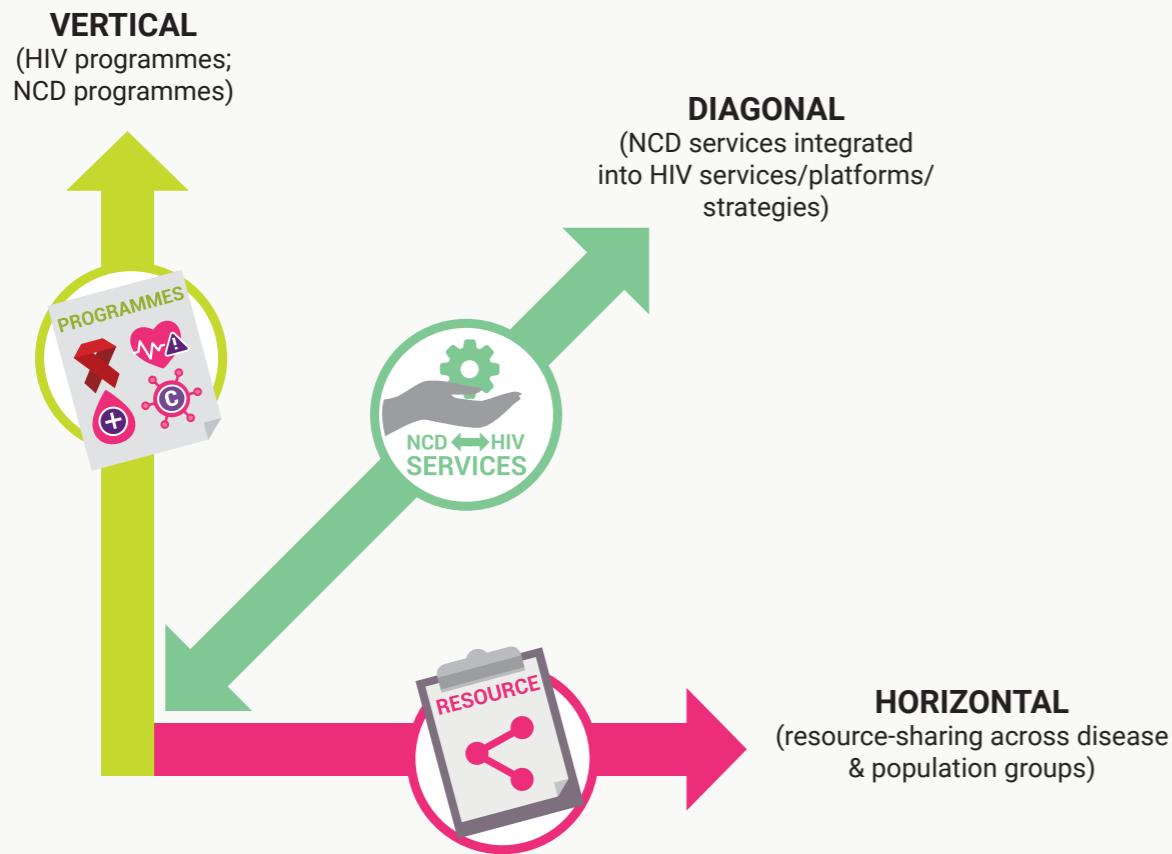 VERTICAL
(HIV programmes;
NCD programmes)
DIAGONAL
(NCD services integrated
into HIV services/platforms/
strategies)
PROGRAMMES
C
NCD HIV
SERVICES
RESOURCE
HORIZONTAL
(resource-sharing across disease
& population groups)